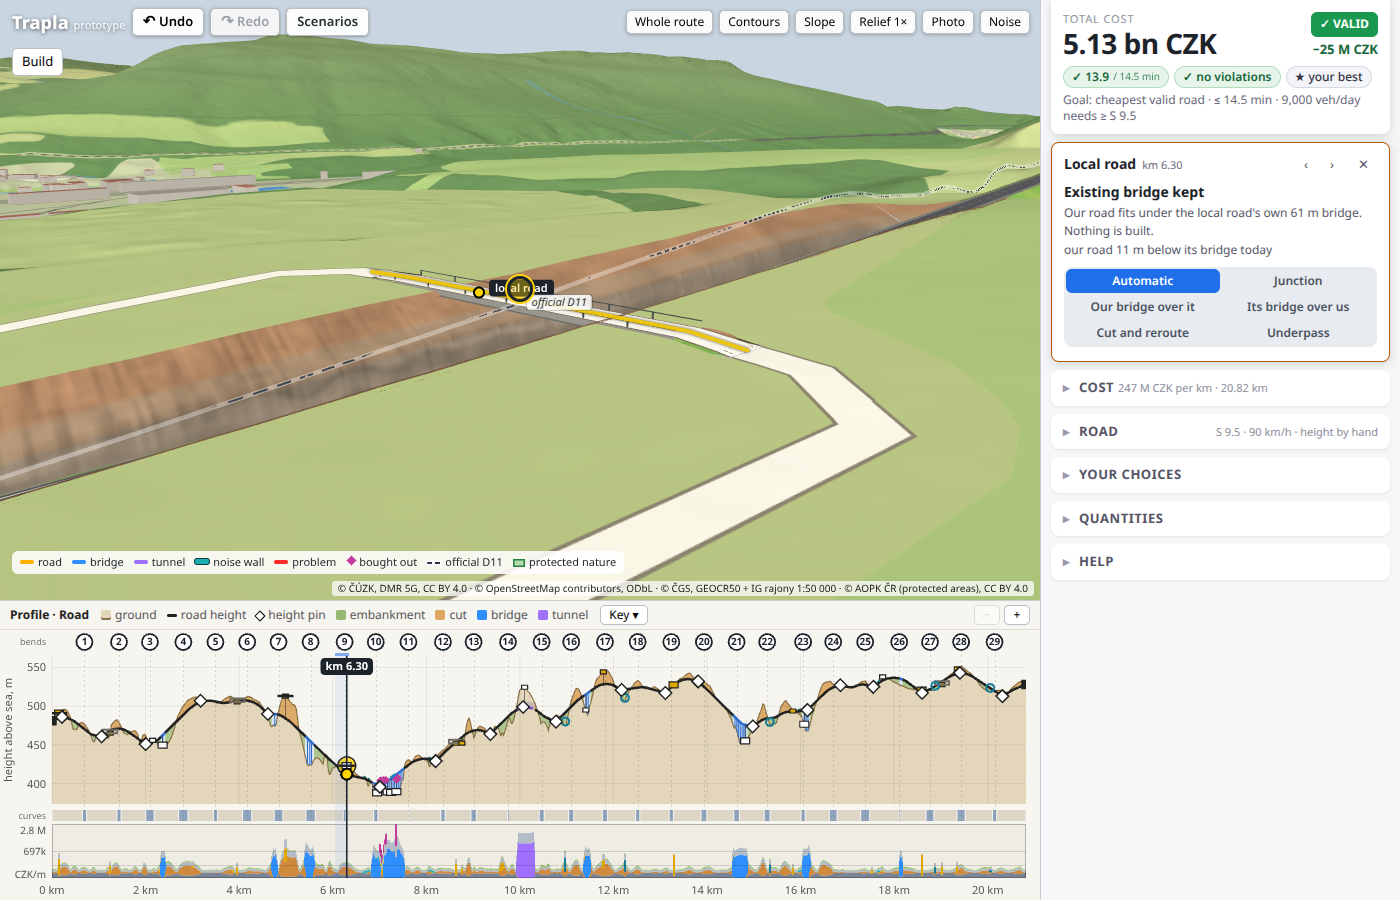 Trapla prototype
↶ Undo
↷ Redo
Scenarios
Whole route
Contours
Slope
Relief 1×
Photo
Noise
Build
local road
official D11
road
bridge
tunnel
noise wall
problem
bought out
official D11
protected nature
© ČÚZK, DMR 5G, CC BY 4.0 · © OpenStreetMap contributors, ODbL · © ČGS, GEOCR50 + IG rajony 1:50 000 · © AOPK ČR (protected areas), CC BY 4.0
TOTAL COST
✓ VALID
5.13 bn CZK
−25 M CZK
✓ 13.9 / 14.5 min
✓ no violations
★ your best
Goal: cheapest valid road · ≤ 14.5 min · 9,000 veh/day
needs ≥ S 9.5
Local road km 6.30
‹ › ✕
Existing bridge kept
Our road fits under the local road's own 61 m bridge.
Nothing is built.
our road 11 m below its bridge today
Automatic
Junction
Our bridge over it
Its bridge over us
Cut and reroute
Underpass
▶ COST 247 M CZK per km · 20.82 km
▶ ROAD S 9.5 · 90 km/h · height by hand
▶ YOUR CHOICES
▶ QUANTITIES
▶ HELP
Profile · Road
ground
road height
height pin
embankment
cut
bridge
tunnel
Key ▾
−
+
bends 1 2 3 4 5 6 7 8 9 10 11 12 13 14 15 16 17 18 19 20 21 22 23 24 25 26 27 28 29
km 6.30
height above sea, m
550
500
450
400
curves
2.8 M
697k
CZK/m
0 km 2 km 4 km 6 km 8 km 10 km 12 km 14 km 16 km 18 km 20 km